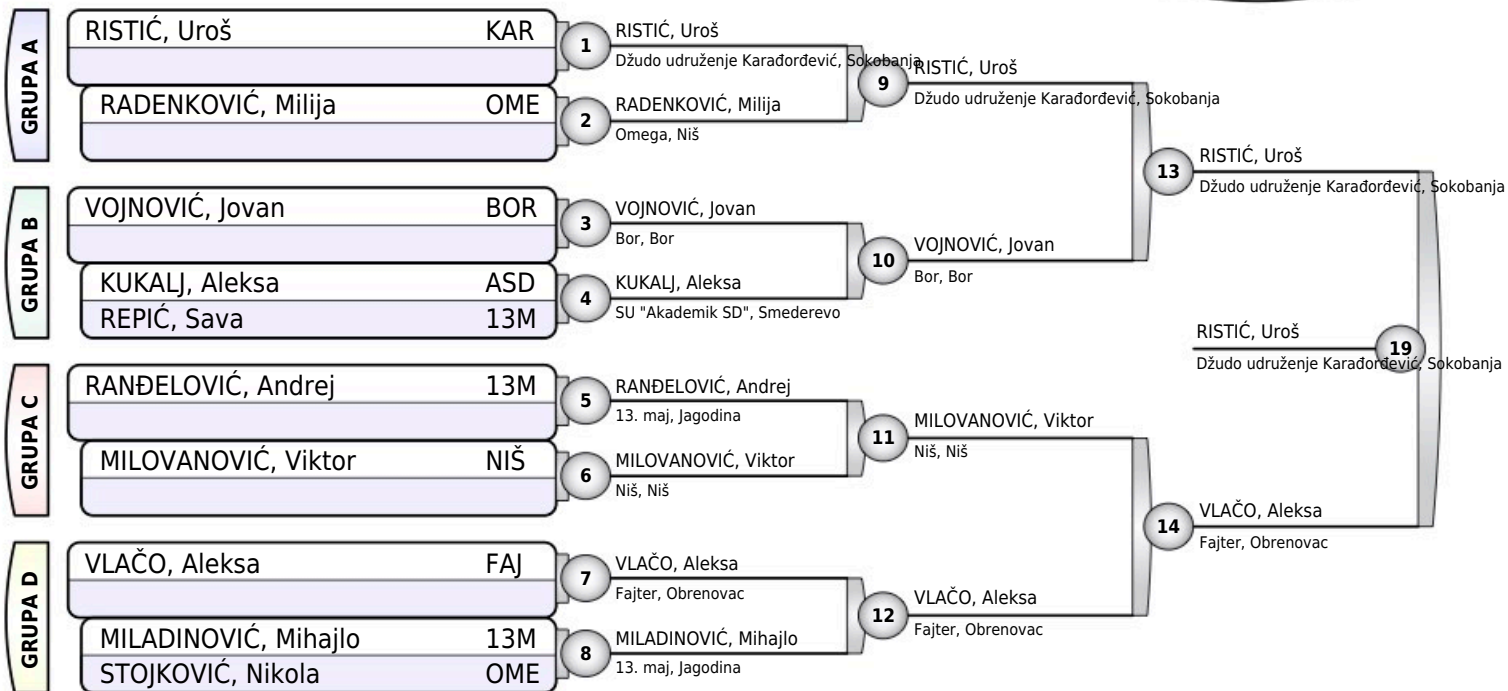 GRUPA A
RISTIĆ, Uroš KAR
RADENKOVIĆ, Milija OME
GRUPA B
VOJNOVIĆ, Jovan BOR
KUKALJ, Aleksa ASD
REPIĆ, Sava 13M
GRUPA C
RANĐELOVIĆ, Andrej 13M
MILOVANOVIĆ, Viktor NIŠ
GRUPA D
VLAČO, Aleksa FAJ
MILADINOVIĆ, Mihajlo 13M
STOJKOVIĆ, Nikola OME
1
RISTIĆ, Uroš
Džudo udruženje Karađorđević, Sokobanja
2
RADENKOVIĆ, Milija
Omega, Niš
3
VOJNOVIĆ, Jovan
Bor, Bor
4
KUKALJ, Aleksa
SU "Akademik SD", Smederevo
5
RANĐELOVIĆ, Andrej
13. maj, Jagodina
6
MILOVANOVIĆ, Viktor
Niš, Niš
7
VLAČO, Aleksa
Fajter, Obrenovac
8
MILADINOVIĆ, Mihajlo
13. maj, Jagodina
9
RISTIĆ, Uroš
Džudo udruženje Karađorđević, Sokobanja
10
VOJNOVIĆ, Jovan
Bor, Bor
11
MILOVANOVIĆ, Viktor
Niš, Niš
12
VLAČO, Aleksa
Fajter, Obrenovac
13
RISTIĆ, Uroš
Džudo udruženje Karađorđević, Sokobanja
14
VLAČO, Aleksa
Fajter, Obrenovac
RISTIĆ, Uroš
19
Džudo udruženje Karađorđević, Sokobanja